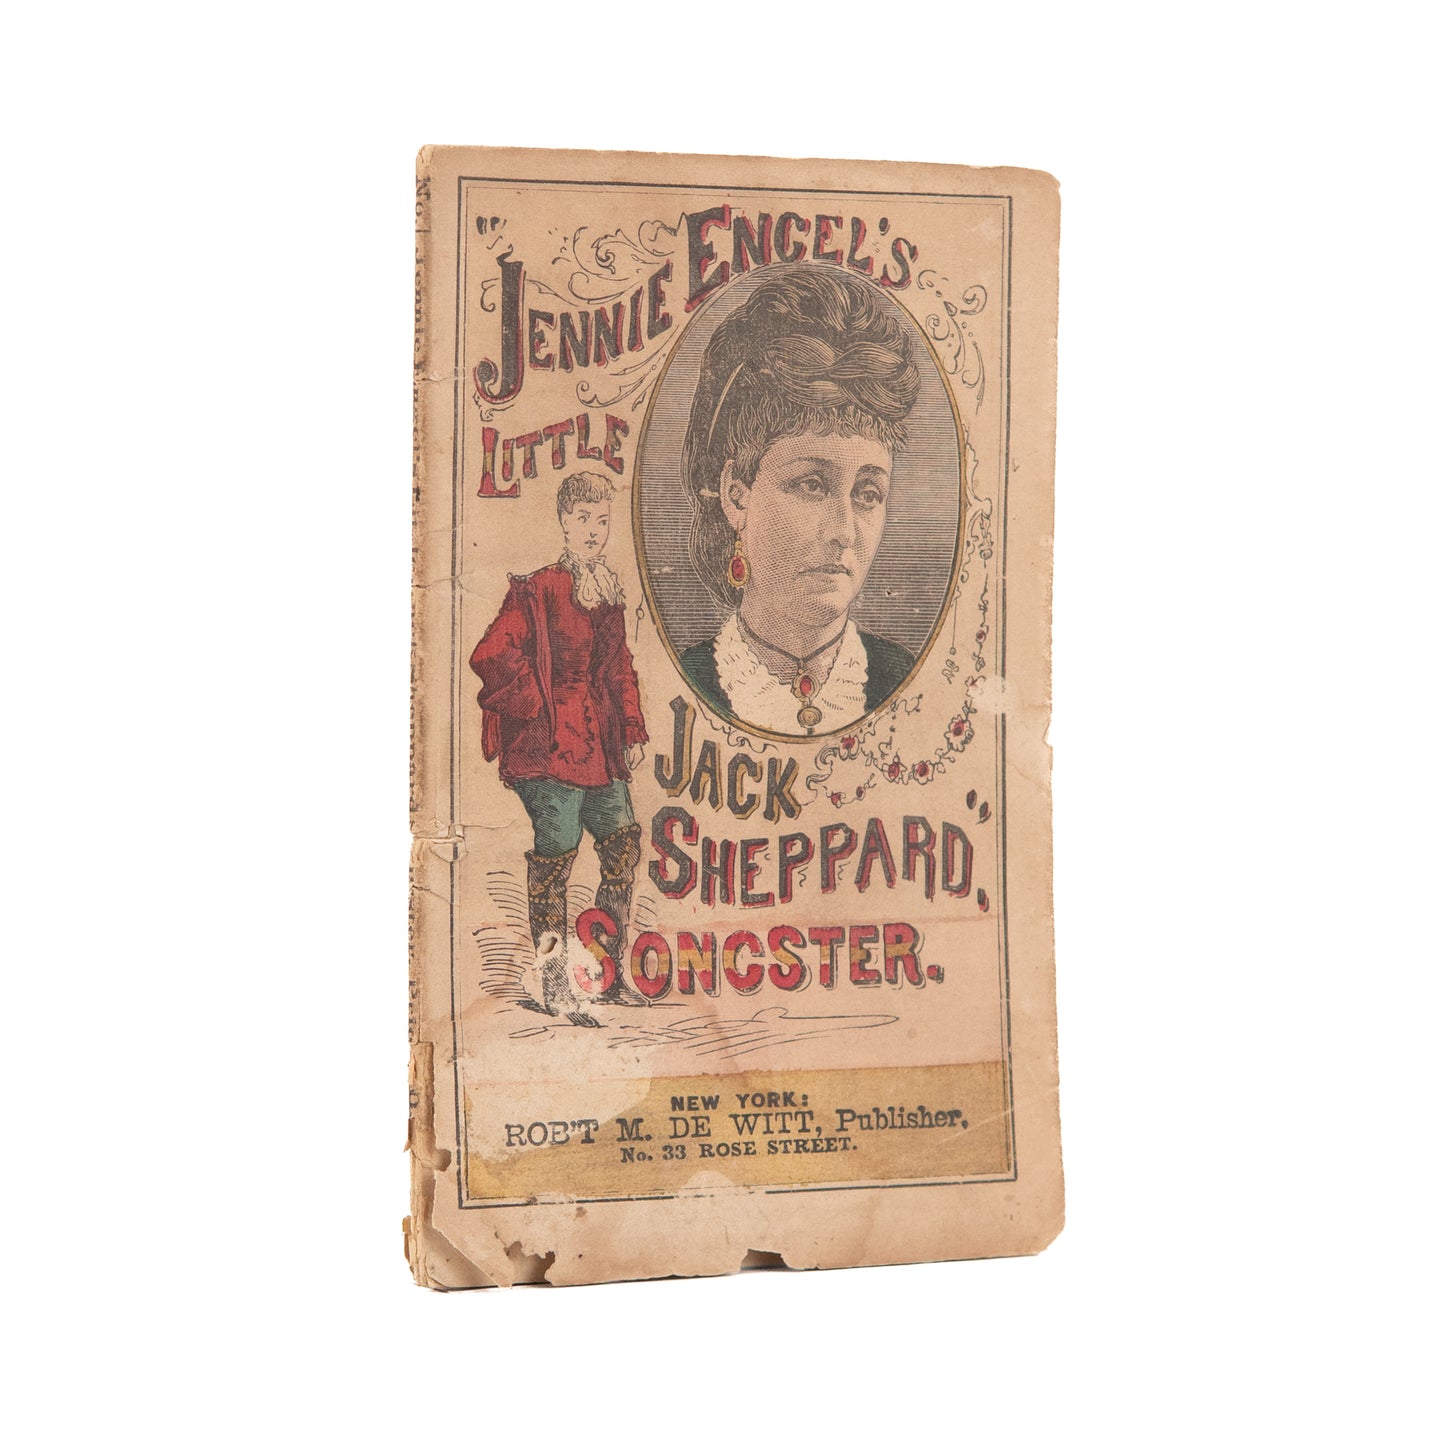 "JENNIE ENGEL'S
LITTLE
JACK
SHEPPARD,"
SONGSTER.
NEW YORK:
ROB'T M. DE WITT, Publisher,
No. 33 ROSE STREET.